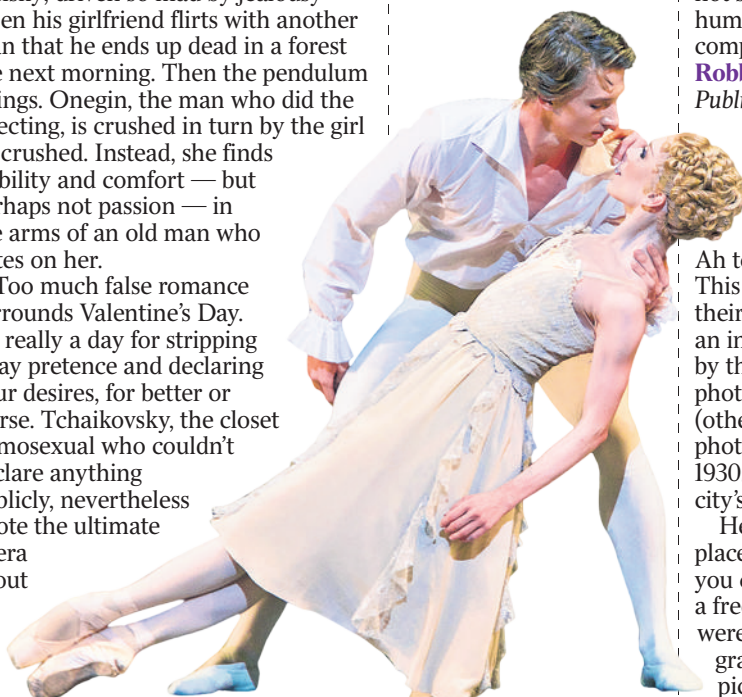 en his girlfriend flirts with another
n that he ends up dead in a forest
e next morning. Then the pendulum
ings. Onegin, the man who did the
ecting, is crushed in turn by the girl
crushed. Instead, she finds
bility and comfort — but
rhaps not passion — in
e arms of an old man who
tes on her.
Too much false romance
rrounds Valentine's Day.
really a day for stripping
ay pretence and declaring
ur desires, for better or
rse. Tchaikovsky, the closet
mosexual who couldn't
clare anything
blicly, nevertheless
ote the ultimate
era
out
hum
comp
Robb
Publi
Ah to
This
their
an in
by th
phot
(othe
phot
1930
city's
He
place
you
a fre
were
gra
pic